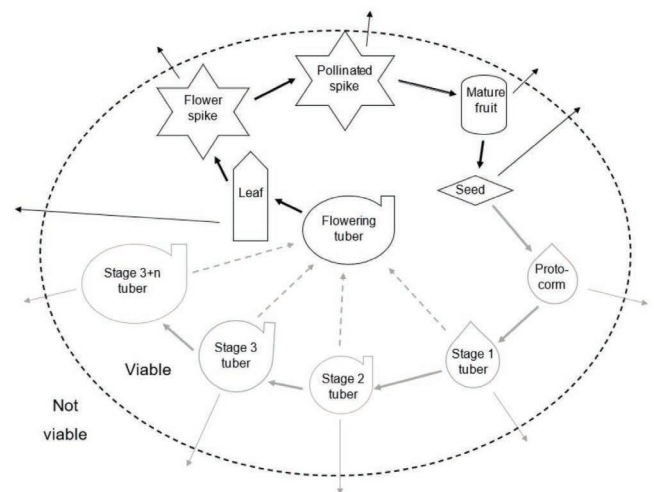 Pollinated
spike
Mature
fruit
Flower
spike
Leaf
Seed
Flowering
tuber
Stage 3+n
tuber
Proto-
corm
Stage 3
tuber
Stage 2
tuber
Stage 1
tuber
Viable
Not
viable